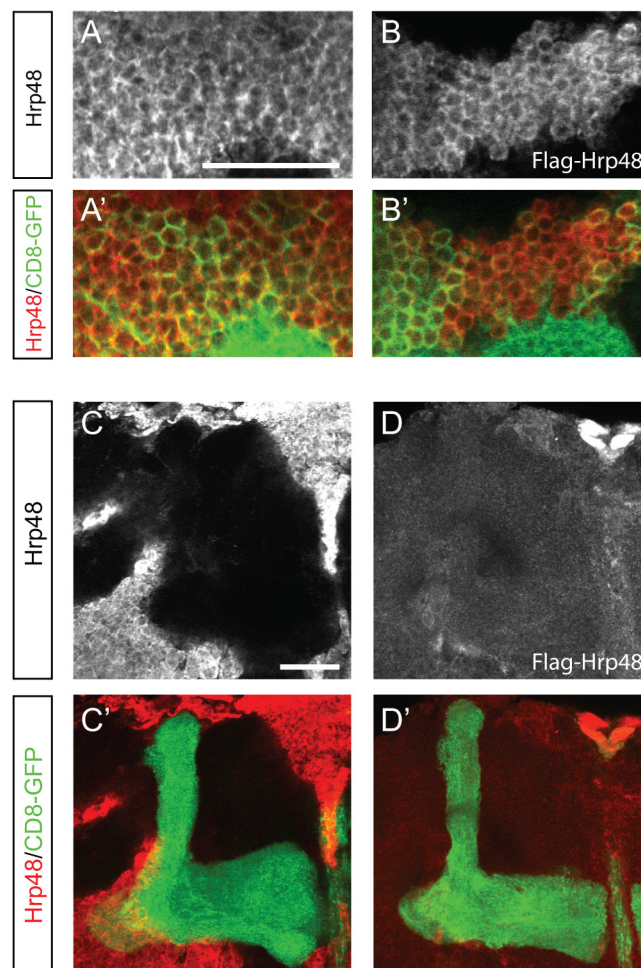 Hrp48
A
B
Flag-Hrp48
Hrp48/CD8-GFP
A'
B'
Hrp48
C
D
Flag-Hrp48
Hrp48/CD8-GFP
C'
D'